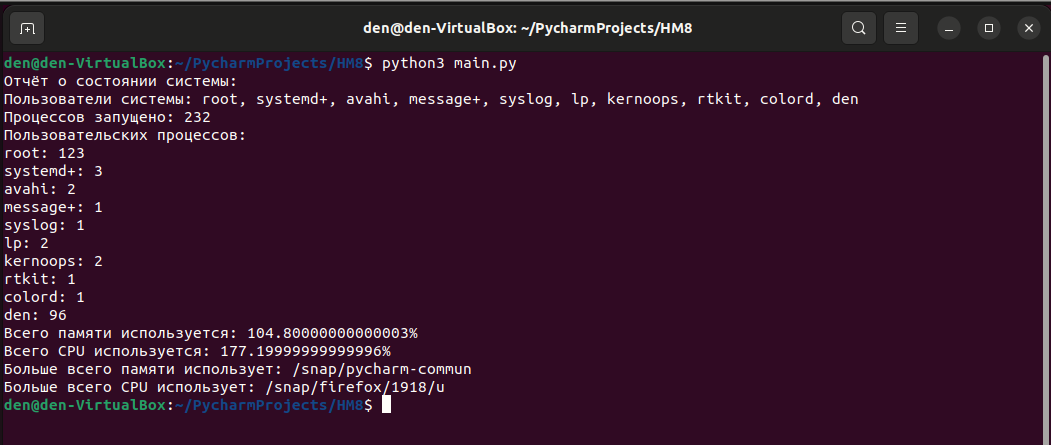 den@den-VirtualBox: ~/PycharmProjects/HM8
den@den-VirtualBox:~/PycharmProjects/HM8$ python3 main.py
Отчёт о состоянии системы:
Пользователи системы: root, systemd+, avahi, message+, syslog, lp, kernoops, rtkit, colord, den
Процессов запущено: 232
Пользовательских процессов:
root: 123
systemd+: 3
avahi: 2
message+: 1
syslog: 1
lp: 2
kernoops: 2
rtkit: 1
colord: 1
den: 96
Всего памяти используется: 104.80000000000003%
Всего CPU используется: 177.19999999999996%
Больше всего памяти использует: /snap/pycharm-commun
Больше всего CPU использует: /snap/firefox/1918/u
den@den-VirtualBox:~/PycharmProjects/HM8$